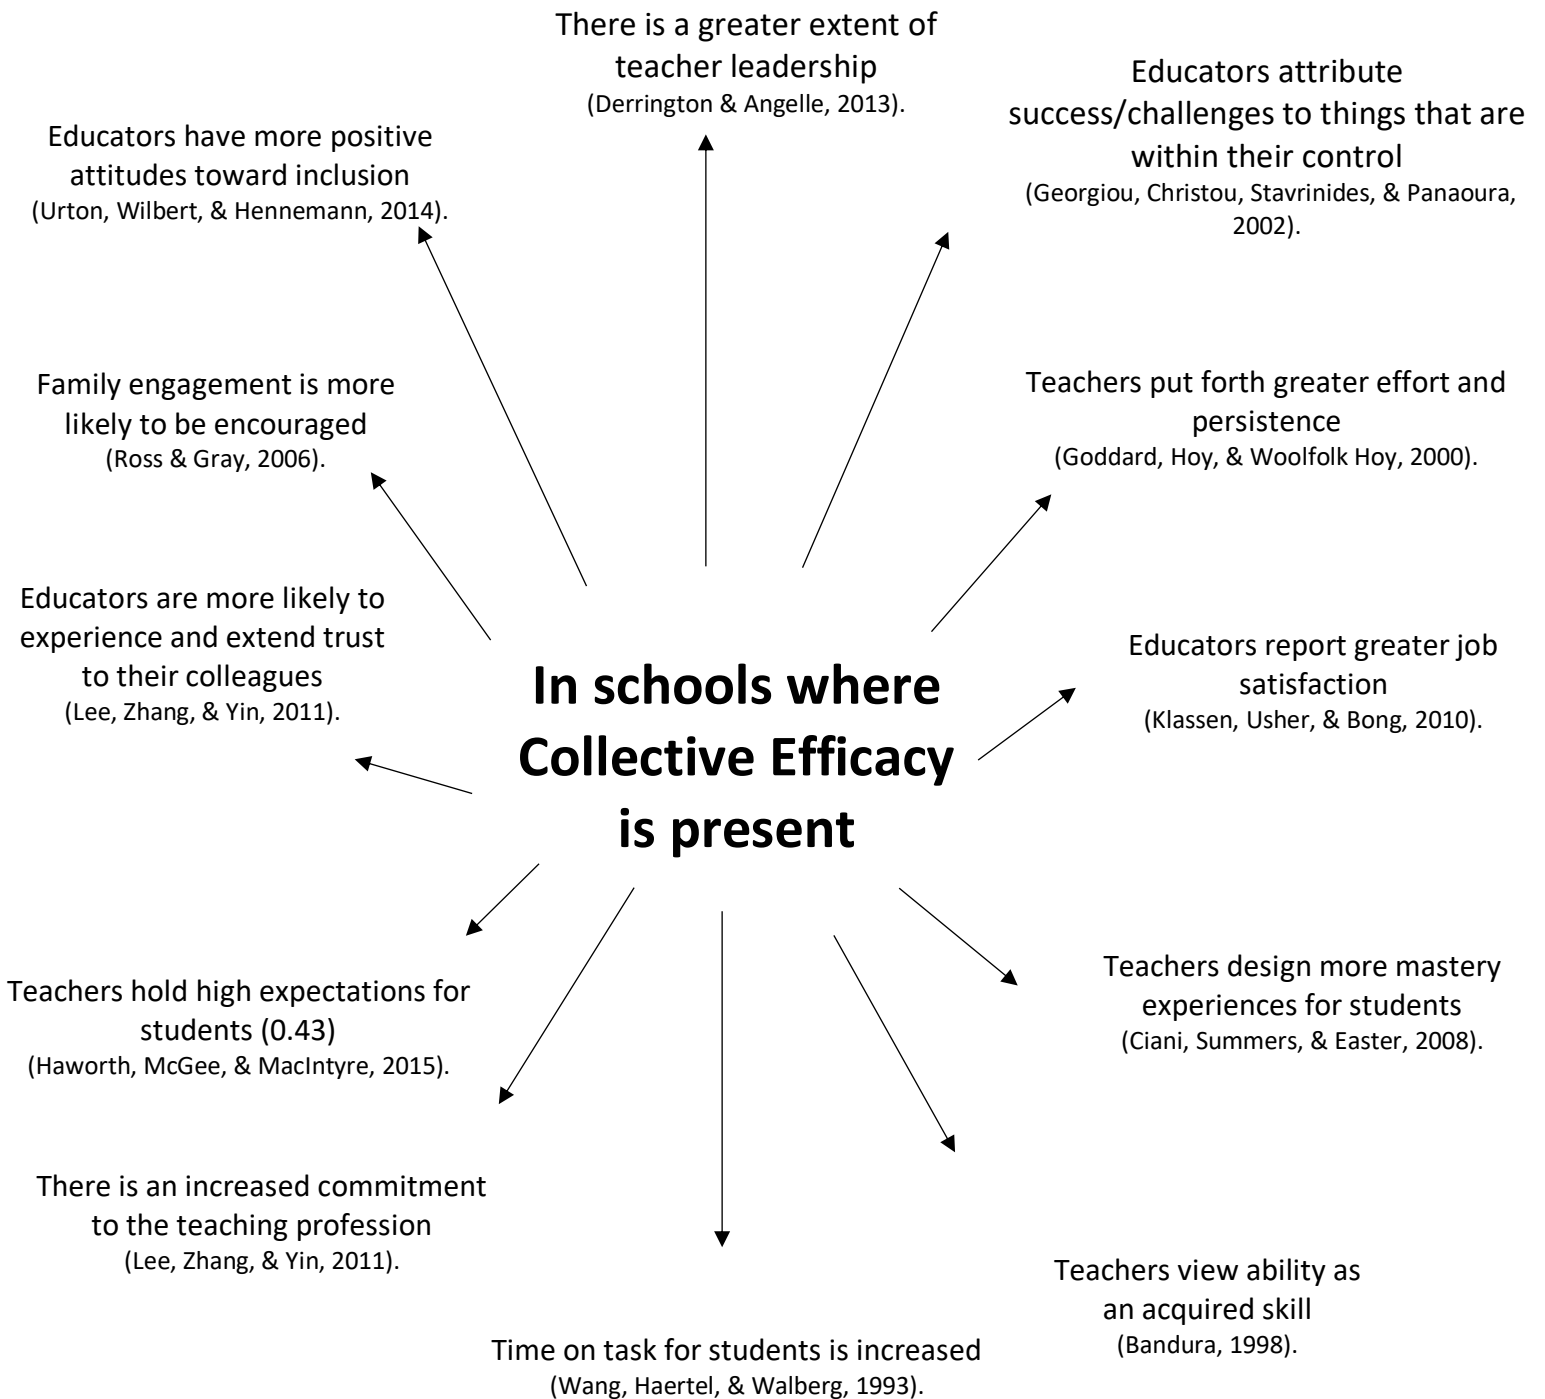 There is a greater extent of
teacher leadership
(Derrington & Angelle, 2013).
Educators attribute
success/challenges to things that are
within their control
(Georgiou, Christou, Stavrinides, & Panaoura,
2002).
Educators have more positive
attitudes toward inclusion
(Urton, Wilbert, & Hennemann, 2014).
Family engagement is more
likely to be encouraged
(Ross & Gray, 2006).
Teachers put forth greater effort and
persistence
(Goddard, Hoy, & Woolfolk Hoy, 2000).
Educators are more likely to
experience and extend trust
to their colleagues
(Lee, Zhang, & Yin, 2011).
In schools where
Collective Efficacy
is present
Educators report greater job
satisfaction
(Klassen, Usher, & Bong, 2010).
Teachers hold high expectations for
students (0.43)
(Haworth, McGee, & MacIntyre, 2015).
Teachers design more mastery
experiences for students
(Ciani, Summers, & Easter, 2008).
There is an increased commitment
to the teaching profession
(Lee, Zhang, & Yin, 2011).
Time on task for students is increased
(Wang, Haertel, & Walberg, 1993).
Teachers view ability as
an acquired skill
(Bandura, 1998).